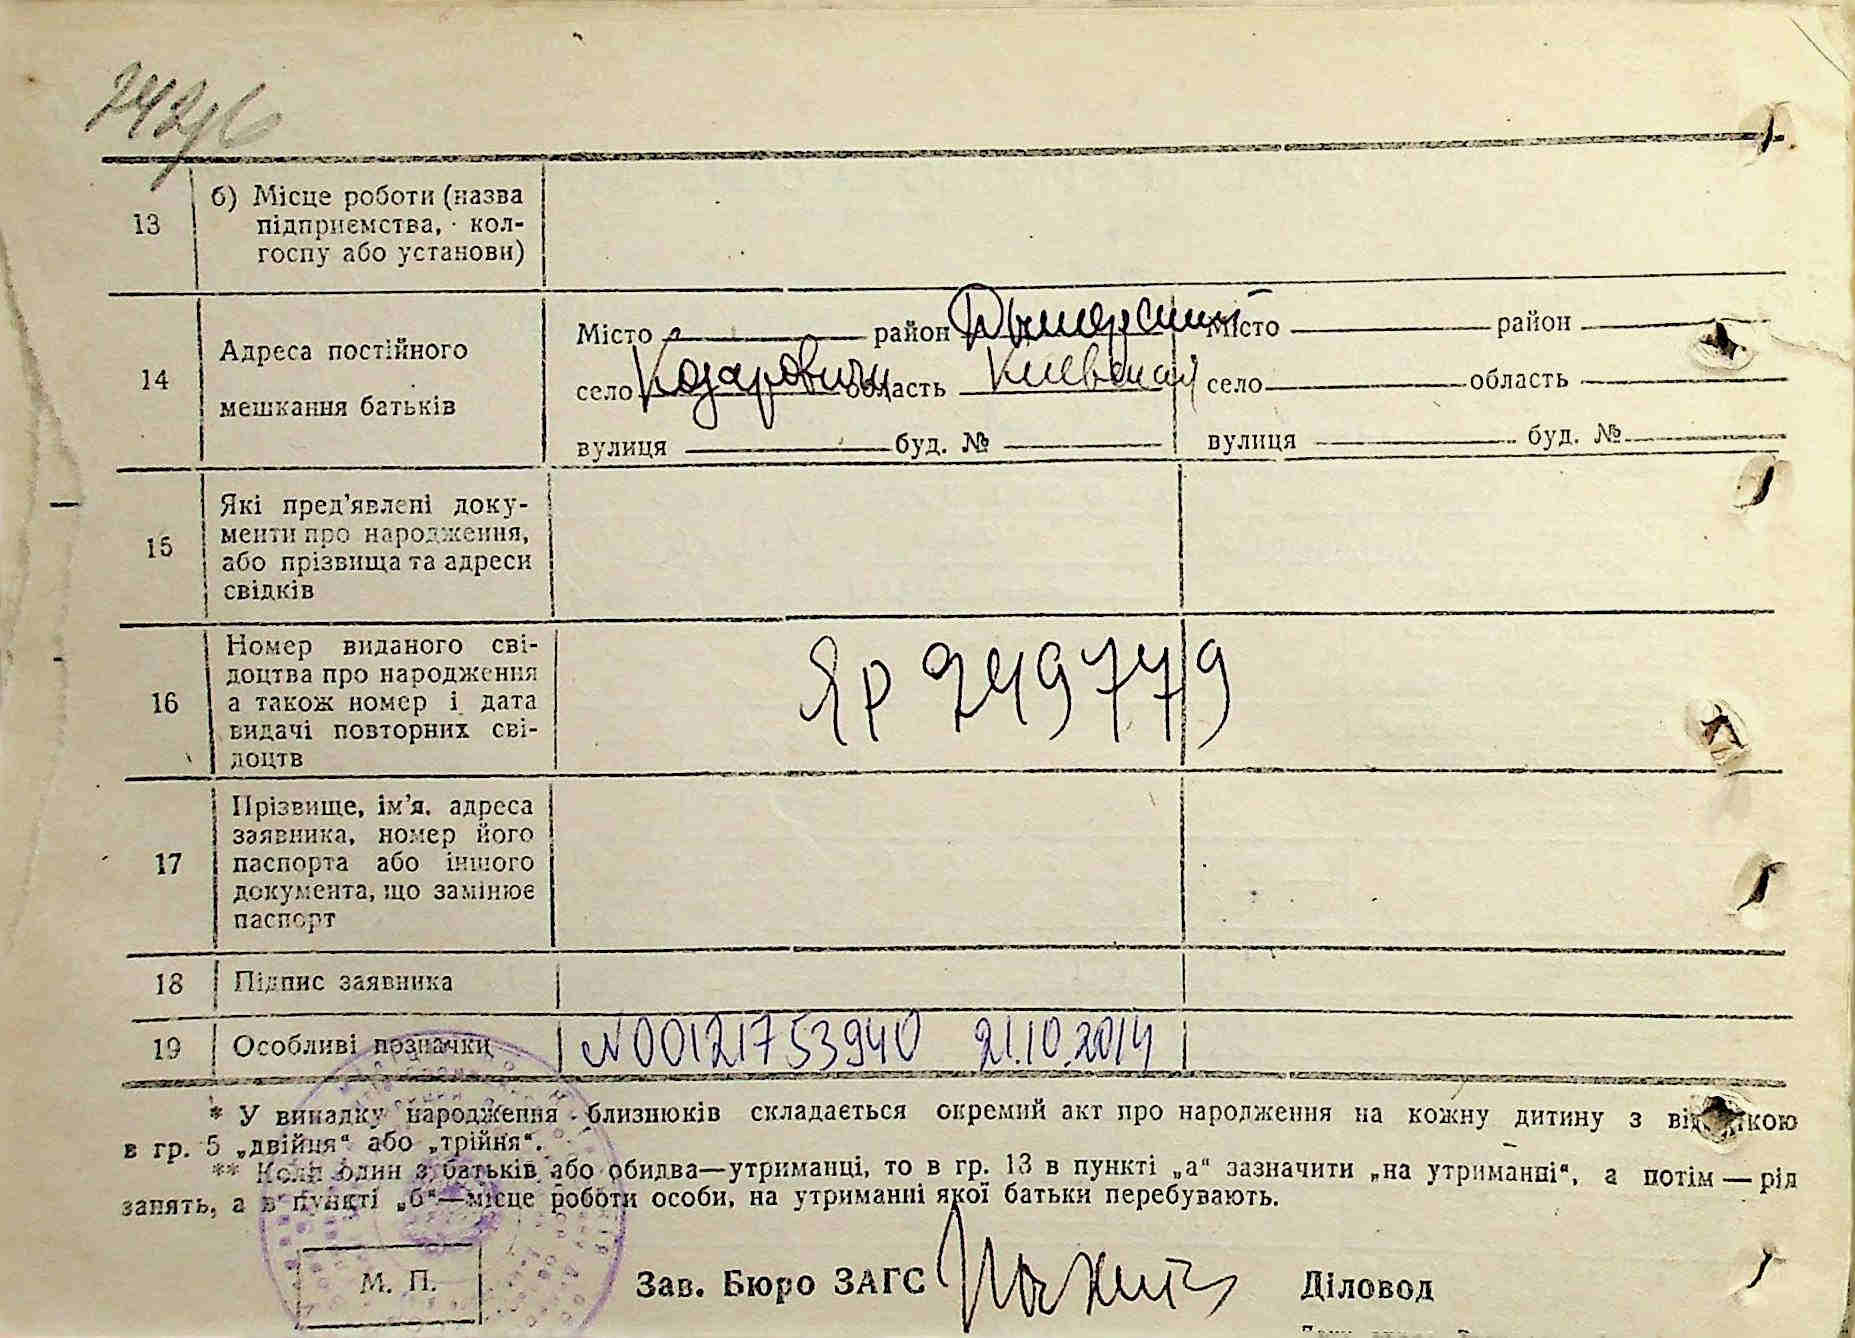 13
б) Місце роботи (назва
підприємства, кол-
госпу або установи)
14
Адреса постійного
мешкання батьків
Місто район Дымерский
село Козаровичи область Киевская
вулиця буд. №
Місто район
село область
вулиця буд. №
15
Які пред'явлені доку-
менти про народження,
або прізвища та адреси
свідків
16
Номер виданого сві-
доцтва про народження
а також номер і дата
видачі повторних сві-
доцтв
ЯР 249779
17
Прізвище, ім'я. адреса
заявника, номер його
паспорта або іншого
документа, що замінює
паспорт
18
Підпис заявника
19
Особливі позначки
N00121753940 21.10.2014
* У випадку народження близнюків складається окремий акт про народження на кожну дитину з відміткою
в гр. 5 „двійня“ або „трійня“.
** Коли один з батьків або обидва—утриманці, то в гр. 13 в пункті „а“ зазначити „на утриманні“, а потім — рід
занять, а в пункті „б“—місце роботи особи, на утриманні якої батьки перебувають.
М. П.
Зав. Бюро ЗАГС
Діловод